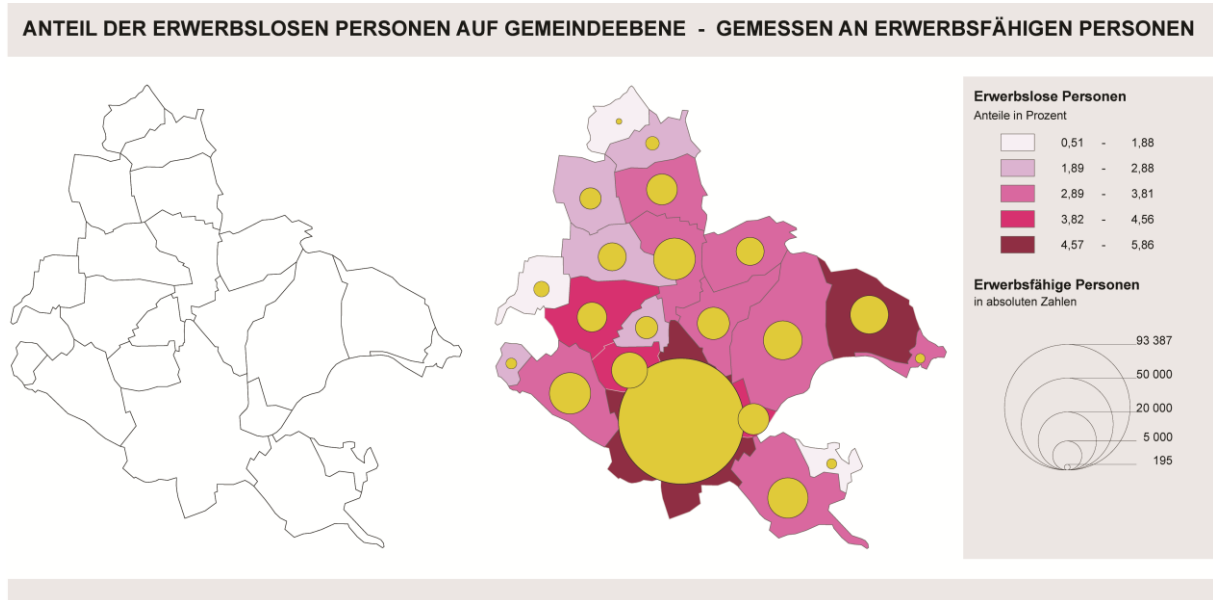 ANTEIL DER ERWERBSLOSEN PERSONEN AUF GEMEINDEEBENE - GEMESSEN AN ERWERBSFÄHIGEN PERSONEN
Erwerbslose Personen
Anteile in Prozent
0,51 - 1,88
1,89 - 2,88
2,89 - 3,81
3,82 - 4,56
4,57 - 5,86
Erwerbsfähige Personen
in absoluten Zahlen
93 387
50 000
20 000
5 000
195